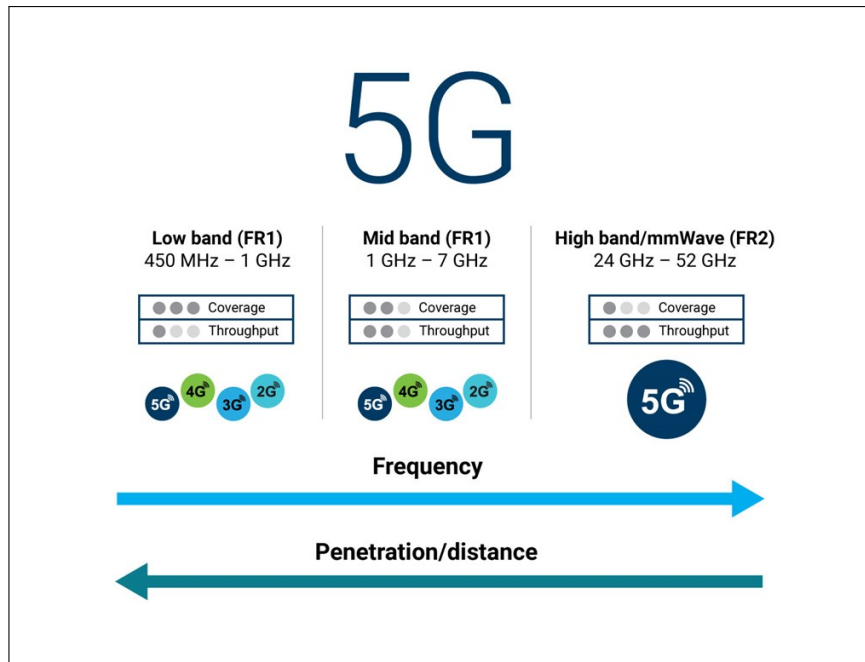 5G
Low band (FR1)
450 MHz – 1 GHz
Coverage
Throughput
5G
4G
3G
2G
Mid band (FR1)
1 GHz – 7 GHz
Coverage
Throughput
5G
4G
3G
2G
High band/mmWave (FR2)
24 GHz – 52 GHz
Coverage
Throughput
5G
Frequency
Penetration/distance